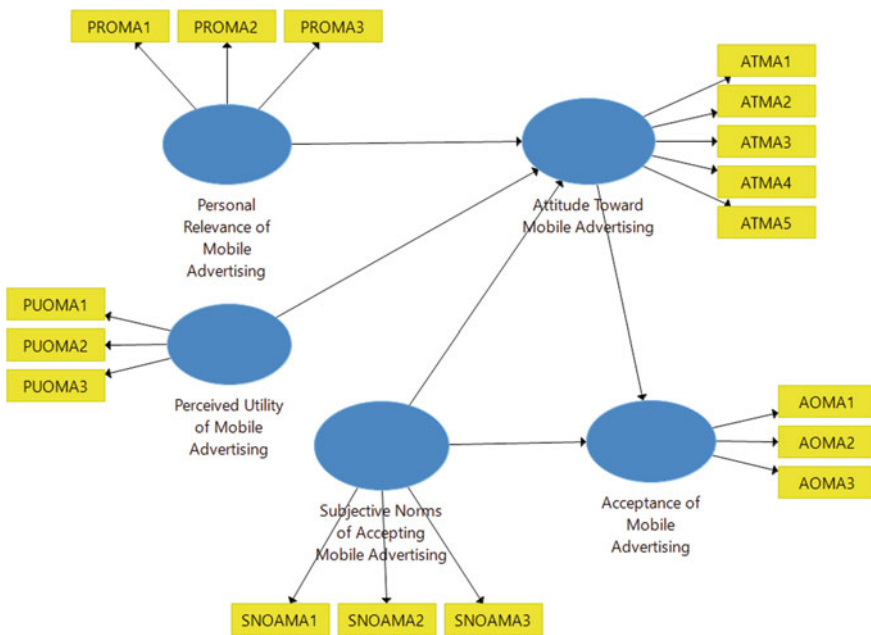 PROMA1
PROMA2
PROMA3
ATMA1
ATMA2
ATMA3
ATMA4
ATMA5
Personal
Relevance of
Mobile
Advertising
Attitude Toward
Mobile Advertising
PUOMA1
PUOMA2
PUOMA3
Perceived Utility
of Mobile
Advertising
AOMA1
AOMA2
AOMA3
Subjective Norms
of Accepting
Mobile Advertising
Acceptance of
Mobile
Advertising
SNOAMA1
SNOAMA2
SNOAMA3